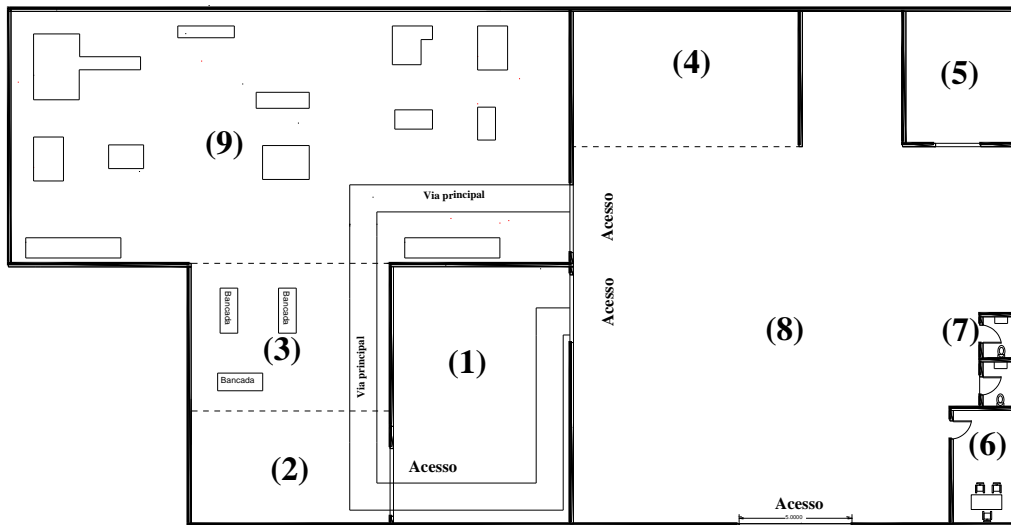 (4)
(5)
(9)
Via principal
Acesso
Acesso
Bancada
Bancada
(3)
Bancada
Via principal
(1)
(8)
(7)
(2)
Acesso
(6)
Acesso
5.0000